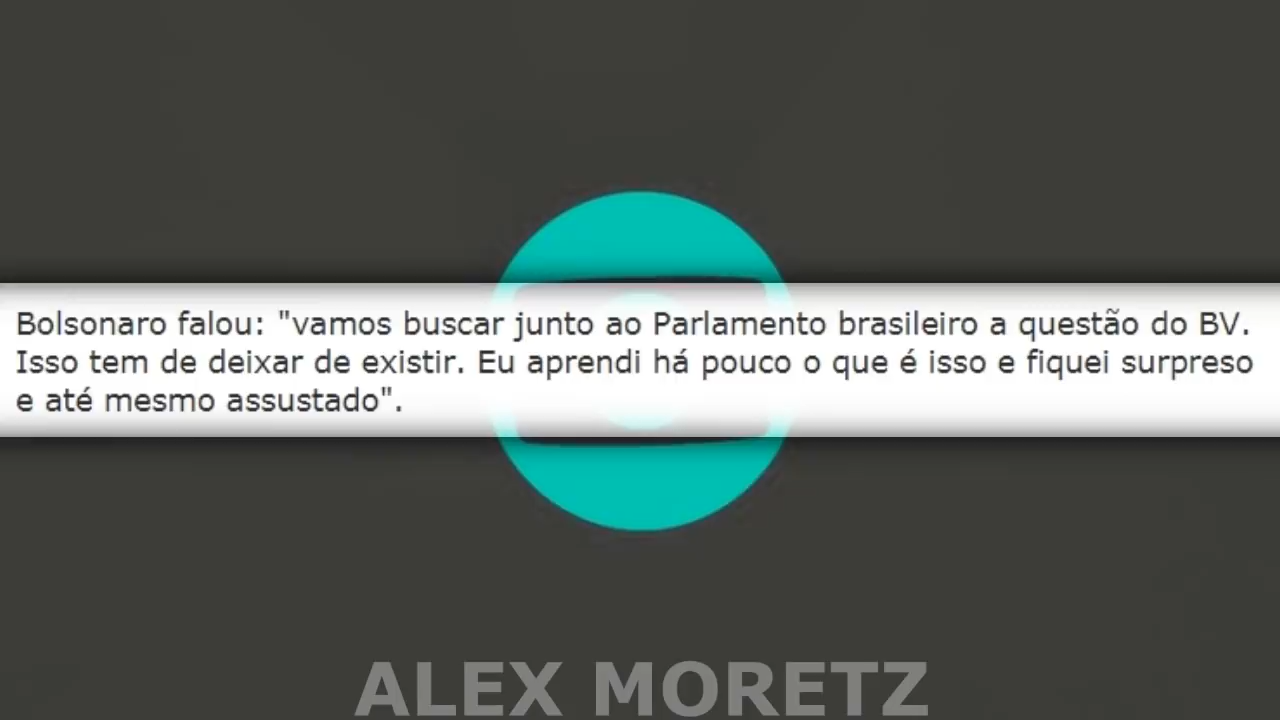 Bolsonaro falou: "vamos buscar junto ao Parlamento brasileiro a questão do BV.
Isso tem de deixar de existir. Eu aprendi há pouco o que é isso e fiquei surpreso
e até mesmo assustado".
ALEX MORETZ